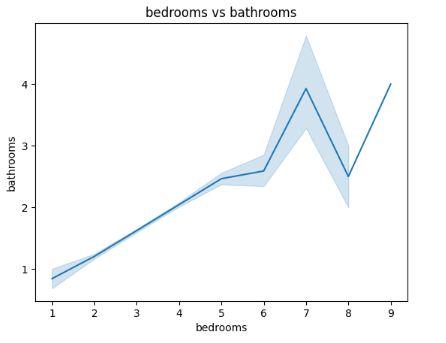 bedrooms vs bathrooms
4
3
2
1
bathrooms
1 2 3 4 5 6 7 8 9
bedrooms